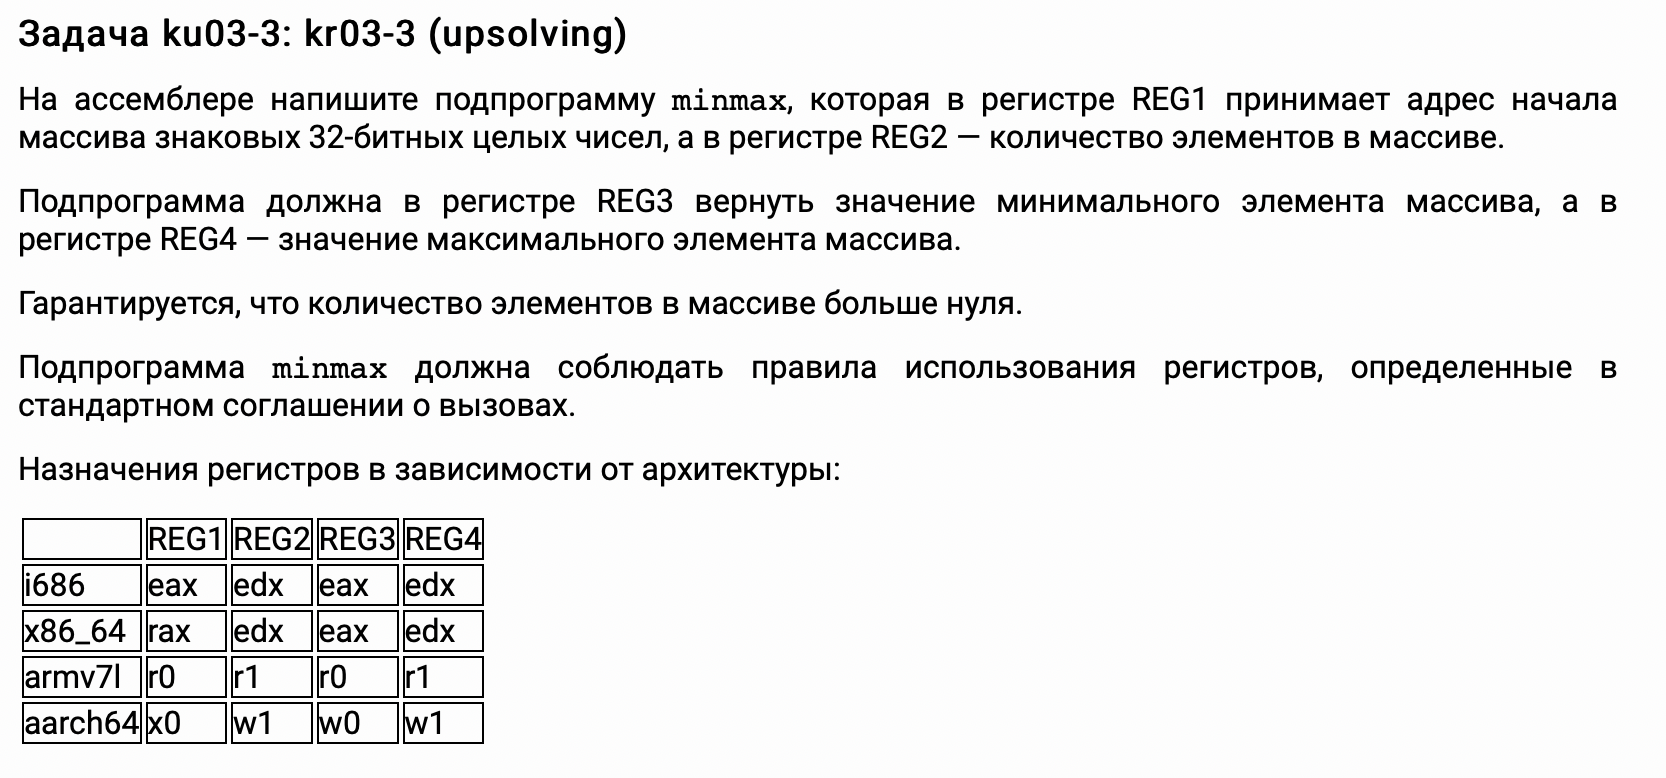 Задача ku03-3: kr03-3 (upsolving)
На ассемблере напишите подпрограмму minmax, которая в регистре REG1 принимает адрес начала
массива знаковых 32-битных целых чисел, а в регистре REG2 — количество элементов в массиве.
Подпрограмма должна в регистре REG3 вернуть значение минимального элемента массива, а в
регистре REG4 — значение максимального элемента массива.
Гарантируется, что количество элементов в массиве больше нуля.
Подпрограмма minmax должна соблюдать правила использования регистров, определенные в
стандартном соглашении о вызовах.
Назначения регистров в зависимости от архитектуры:
REG1 REG2 REG3 REG4
i686 eax edx eax edx
x86_64 rax edx eax edx
armv7l r0 r1 r0 r1
aarch64 x0 w1 w0 w1